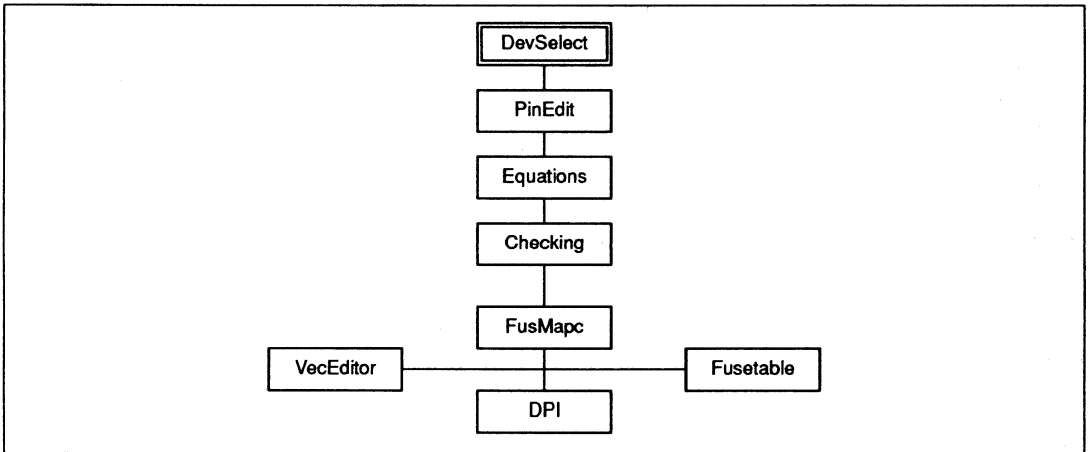 DevSelect
PinEdit
Equations
Checking
FusMapc
VecEditor
Fusetable
DPI